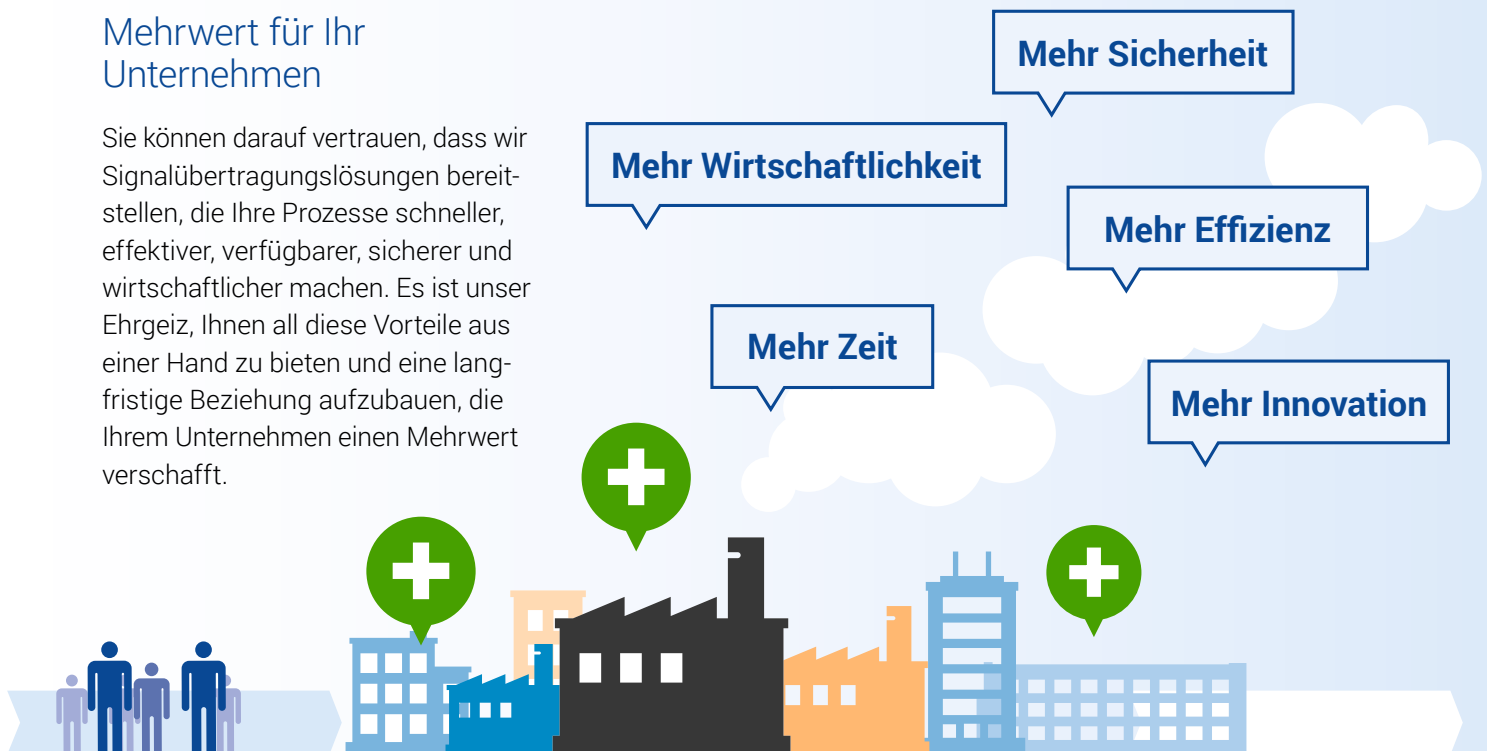 Mehrwert für Ihr
Unternehmen
Sie können darauf vertrauen, dass wir
Signalübertragungslösungen bereit-
stellen, die Ihre Prozesse schneller,
effektiver, verfügbarer, sicherer und
wirtschaftlicher machen. Es ist unser
Ehrgeiz, Ihnen all diese Vorteile aus
einer Hand zu bieten und eine lang-
fristige Beziehung aufzubauen, die
Ihrem Unternehmen einen Mehrwert
verschafft.
Mehr Sicherheit
Mehr Wirtschaftlichkeit
Mehr Effizienz
Mehr Zeit
Mehr Innovation